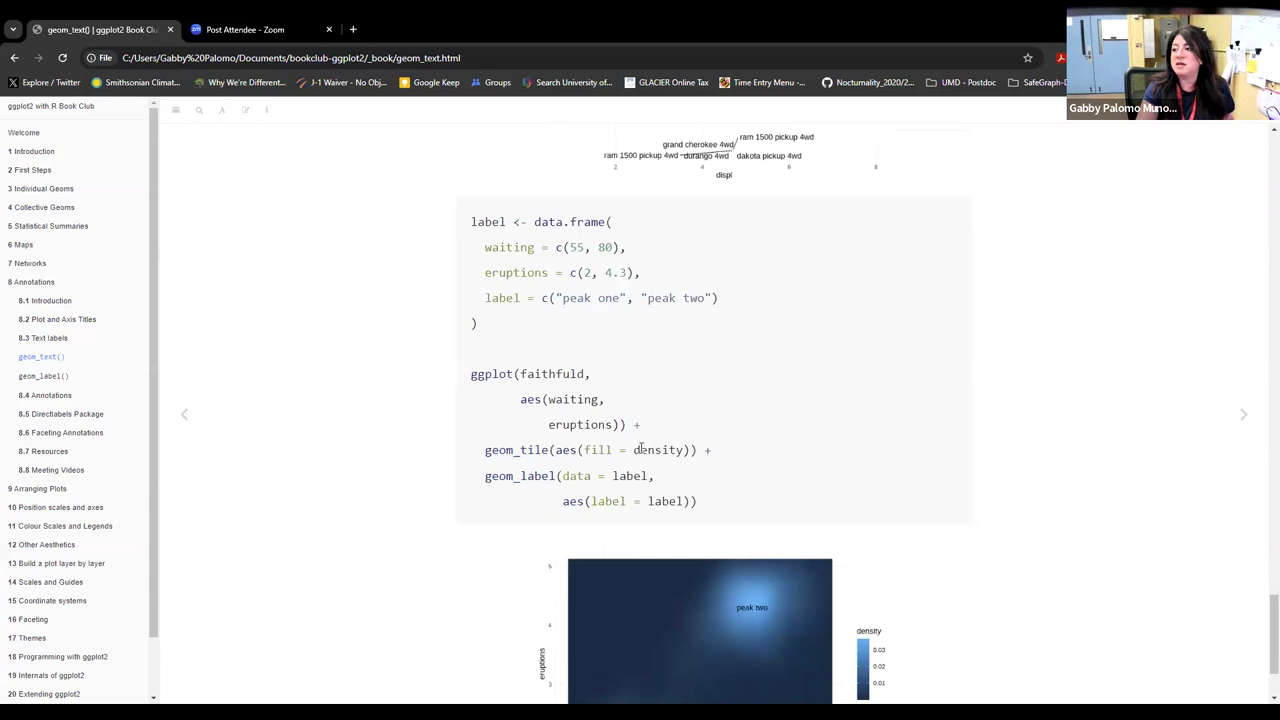 geom_text() | ggplot2 Book Clu
Post Attendee - Zoom
File
C:/Users/Gabby%20Palomo/Documents/bookclub-ggplot2/_book/geom_text.html
Explore / Twitter
Smithsonian Climat...
Why We're Different...
J-1 Waiver - No Obj...
Google Keep
Groups
Search University of...
GLACIER Online Tax
Time Entry Menu -...
Nocturnality_2020/2...
UMD - Postdoc
SafeGraph-D
Gabby Palomo Muno...
ggplot2 with R Book Club
Welcome
1 Introduction
2 First Steps
3 Individual Geoms
4 Collective Geoms
5 Statistical Summaries
6 Maps
7 Networks
8 Annotations
8.1 Introduction
8.2 Plot and Axis Titles
8.3 Text labels
geom_text()
geom_label()
8.4 Annotations
8.5 Directlabels Package
8.6 Faceting Annotations
8.7 Resources
8.8 Meeting Videos
9 Arranging Plots
10 Position scales and axes
11 Colour Scales and Legends
12 Other Aesthetics
13 Build a plot layer by layer
14 Scales and Guides
15 Coordinate systems
16 Faceting
17 Themes
18 Programming with ggplot2
19 Internals of ggplot2
20 Extending ggplot2
ram 1500 pickup 4wd
grand cherokee 4wd
ram 1500 pickup 4wd
durango 4wd
dakota pickup 4wd
2 4 6 8
displ
label <- data.frame(
waiting = c(55, 80),
eruptions = c(2, 4.3),
label = c("peak one", "peak two")
)
ggplot(faithfuld,
aes(waiting,
eruptions)) +
geom_tile(aes(fill = density)) +
geom_label(data = label,
aes(label = label))
5
peak two
4
eruptions
3
density
0.03
0.02
0.01